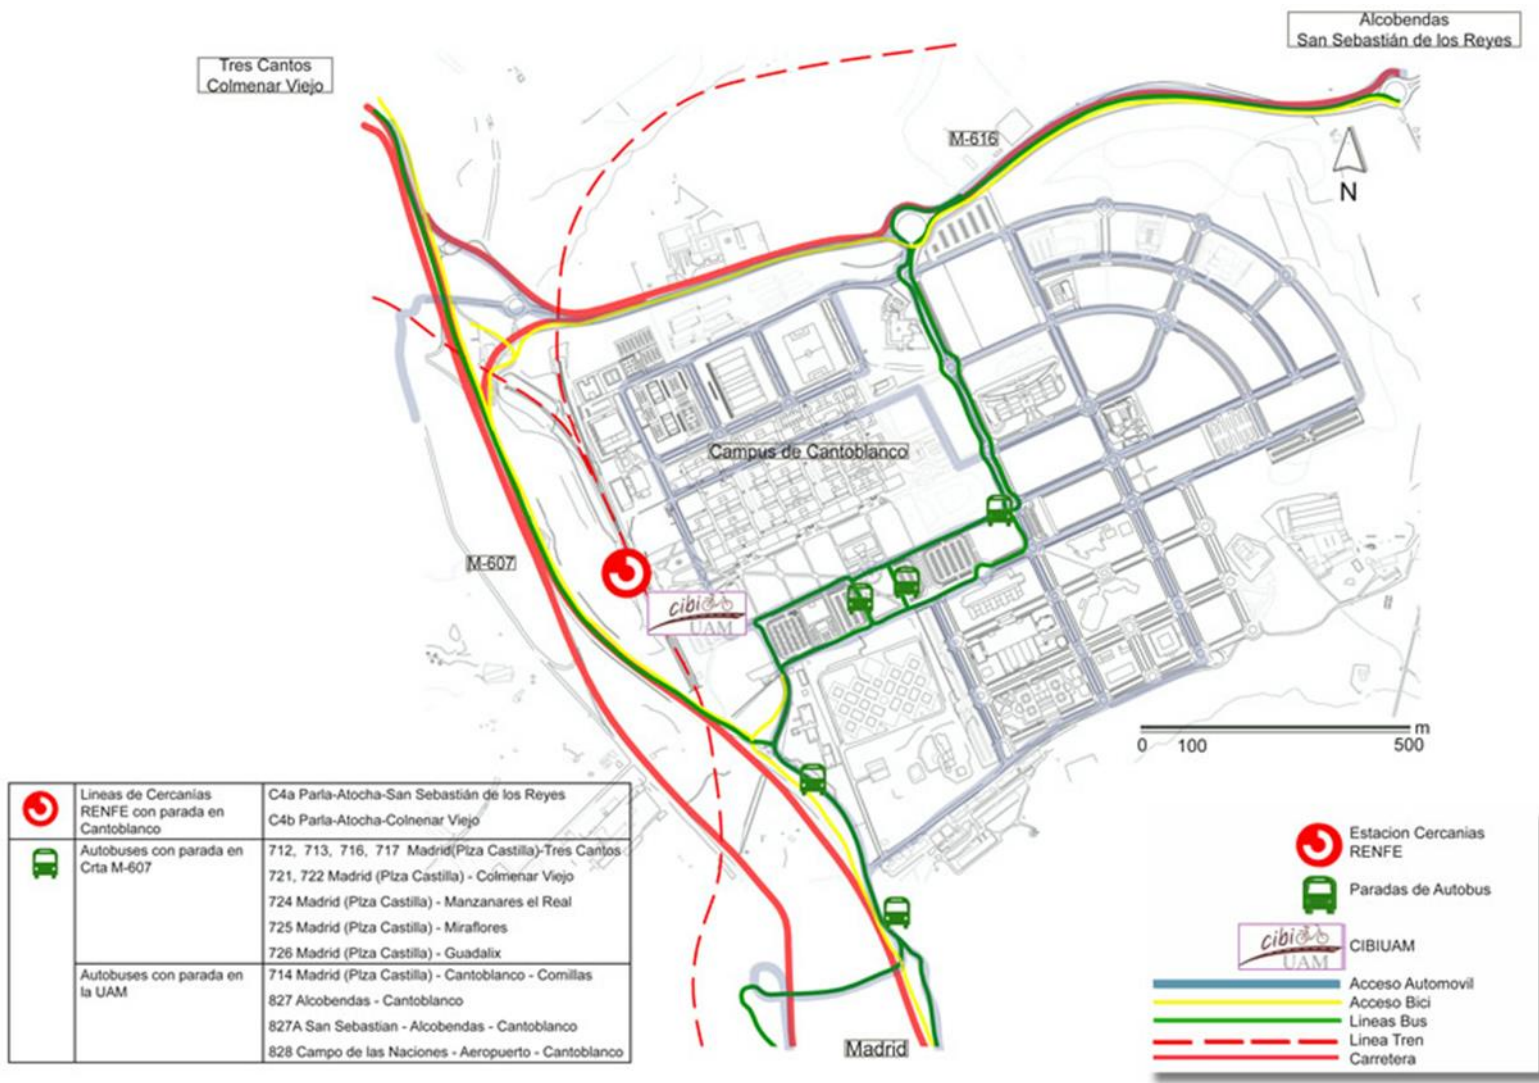 Alcobendas
San Sebastián de los Reyes
Tres Cantos
Colmenar Viejo
M-616
N
Campus de Cantoblanco
M-607
cibi
UAM
m
0 100 500
Lineas de Cercanías
RENFE con parada en
Cantoblanco
C4a Parla-Atocha-San Sebastián de los Reyes
C4b Parla-Atocha-Colnenar Viejo
Autobuses con parada en
Crta M-607
712, 713, 716, 717 Madrid(Plza Castilla)-Tres Cantos
721, 722 Madrid (Plza Castilla) - Colmenar Viejo
724 Madrid (Plza Castilla) - Manzanares el Real
725 Madrid (Plza Castilla) - Miraflores
726 Madrid (Plza Castilla) - Guadalix
Autobuses con parada en
la UAM
714 Madrid (Plza Castilla) - Cantoblanco - Comillas
827 Alcobendas - Cantoblanco
827A San Sebastian - Alcobendas - Cantoblanco
828 Campo de las Naciones - Aeropuerto - Cantoblanco
Madrid
Estacion Cercanias
RENFE
Paradas de Autobus
cibi
UAM
CIBIUAM
Acceso Automovil
Acceso Bici
Lineas Bus
Linea Tren
Carretera